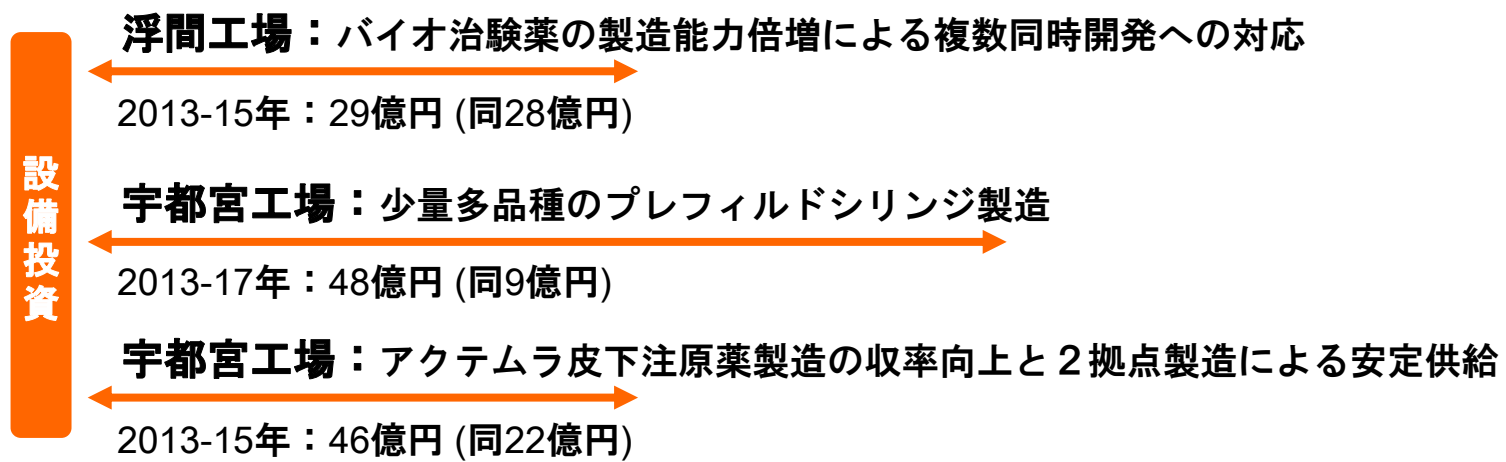 設備投資
浮間工場：バイオ治験薬の製造能力倍増による複数同時開発への対応
2013-15年：29億円 (同28億円)
宇都宮工場：少量多品種のプレフィルドシリンジ製造
2013-17年：48億円 (同9億円)
宇都宮工場：アクテムラ皮下注原薬製造の収率向上と２拠点製造による安定供給
2013-15年：46億円 (同22億円)